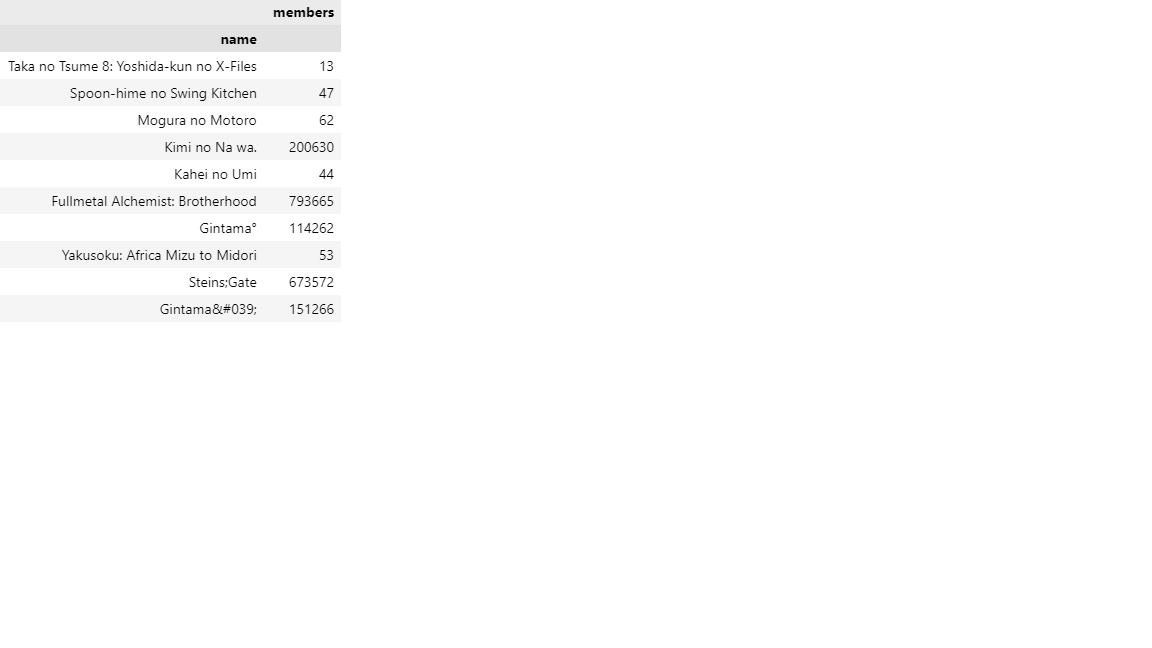 members
name
Taka no Tsume 8: Yoshida-kun no X-Files 13
Spoon-hime no Swing Kitchen 47
Mogura no Motoro 62
Kimi no Na wa. 200630
Kahei no Umi 44
Fullmetal Alchemist: Brotherhood 793665
Gintama° 114262
Yakusoku: Africa Mizu to Midori 53
Steins;Gate 673572
Gintama&#039; 151266